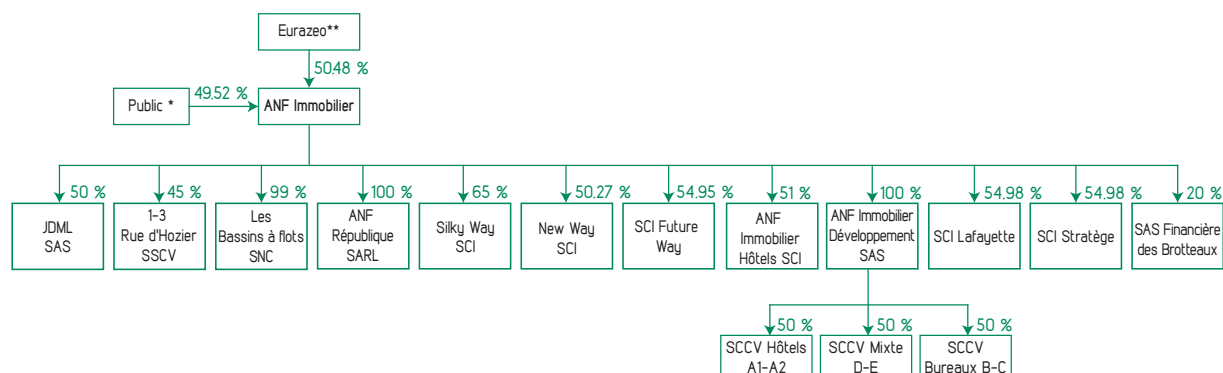 Eurazeo**
50,48 %
49,52 %
Public *
ANF Immobilier
50 %
45 %
99 %
100 %
65 %
50.27 %
54.95 %
51 %
100 %
54.98 %
54.98 %
20 %
JDML
SAS
1-3
Rue d'Hozier
SSCV
Les
Bassins à flots
SNC
ANF
République
SARL
Silky Way
SCI
New Way
SCI
SCI Future
Way
ANF
Immobilier
Hôtels SCI
ANF Immobilier
Développement
SAS
SCI Lafayette
SCI Stratège
SAS Financière
des Brotteaux
50 %
50 %
50 %
SCCV Hôtels
A1-A2
SCCV Mixte
D-E
SCCV
Bureaux B-C